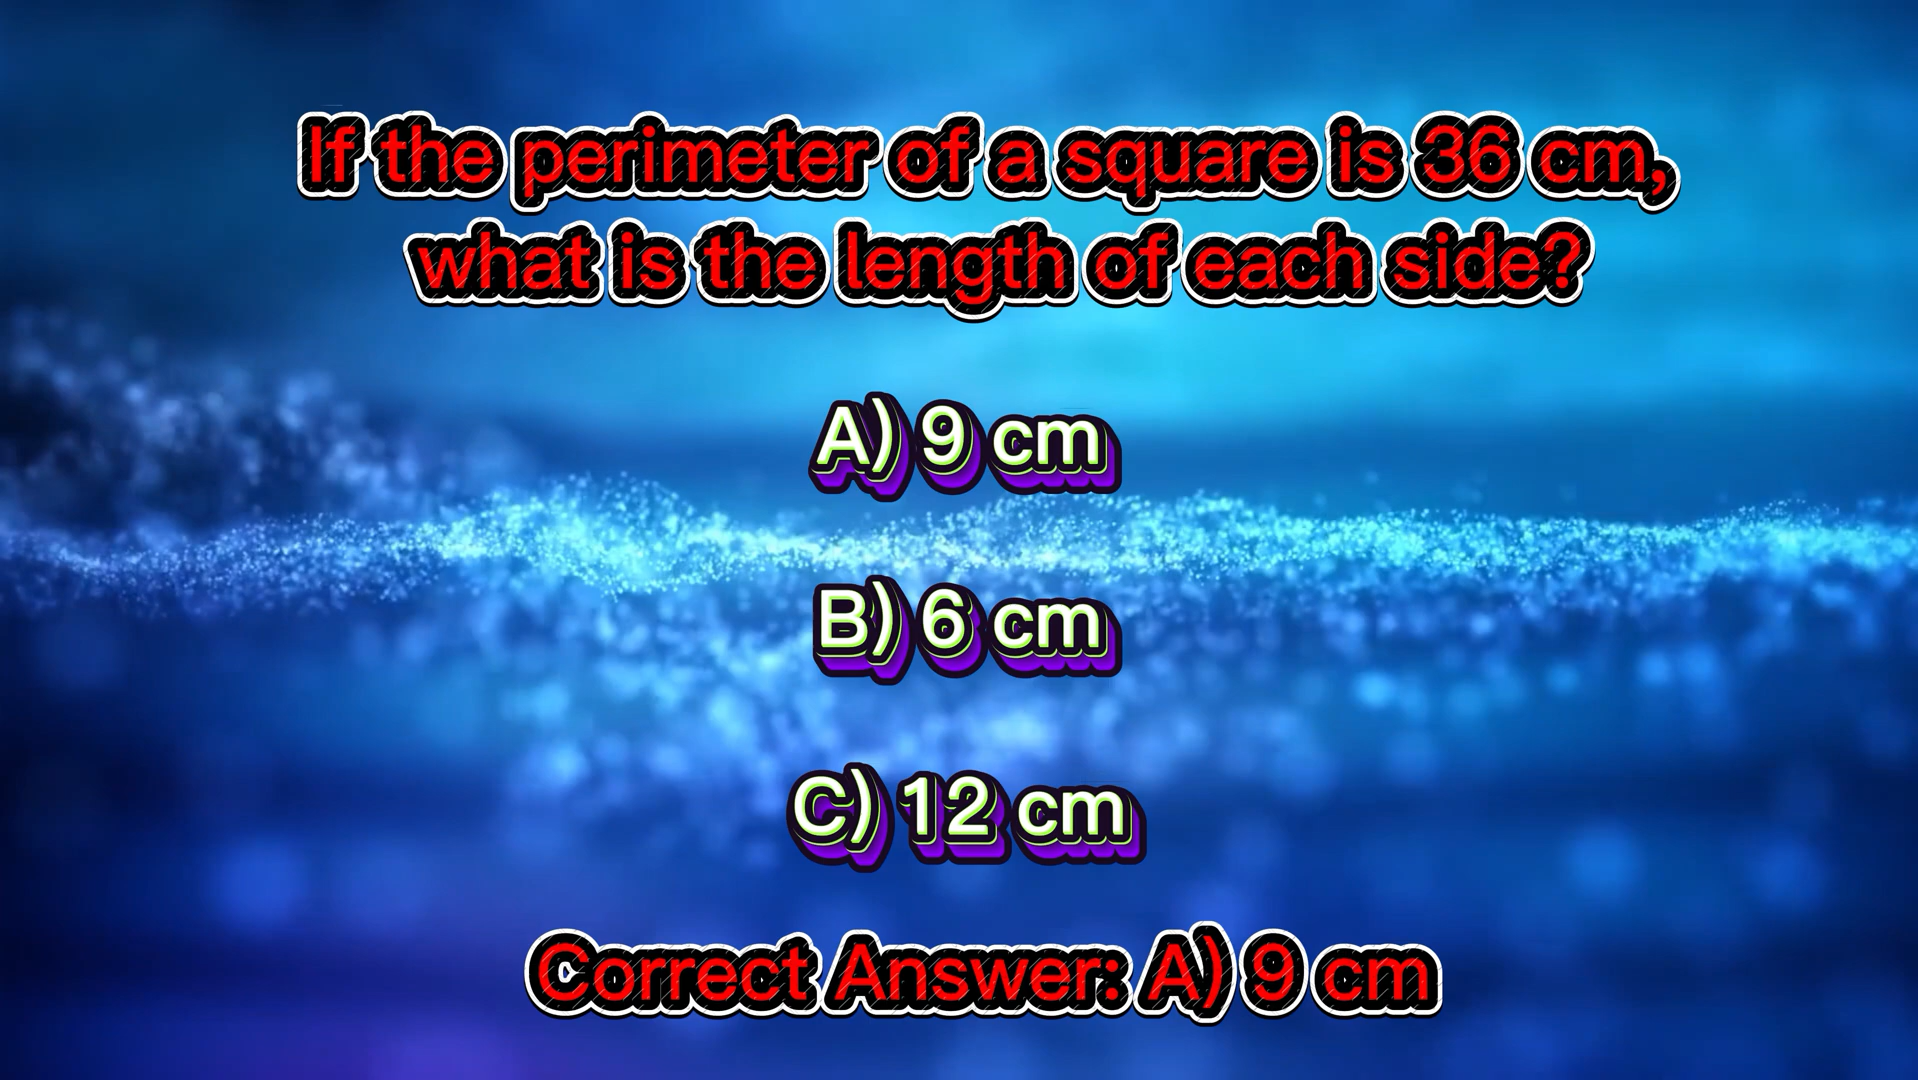 If the perimeter of a square is 36 cm,
what is the length of each side?
A) 9 cm
B) 6 cm
C) 12 cm
Correct Answer: A) 9 cm